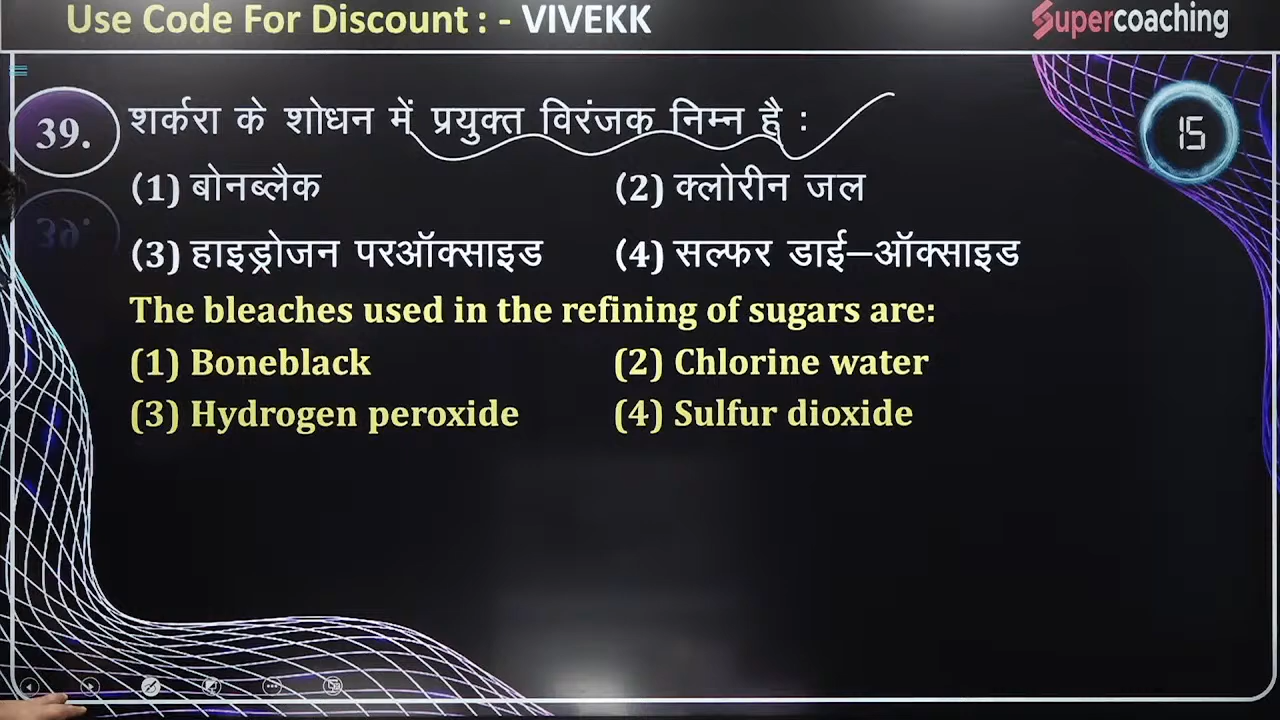 Use Code For Discount : - VIVEKK
Supercoaching
39.
शर्करा के शोधन में प्रयुक्त विरंजक निम्न है :
15
(1) बोनब्लैक (2) क्लोरीन जल
(3) हाइड्रोजन परऑक्साइड (4) सल्फर डाई–ऑक्साइड
The bleaches used in the refining of sugars are:
(1) Boneblack (2) Chlorine water
(3) Hydrogen peroxide (4) Sulfur dioxide